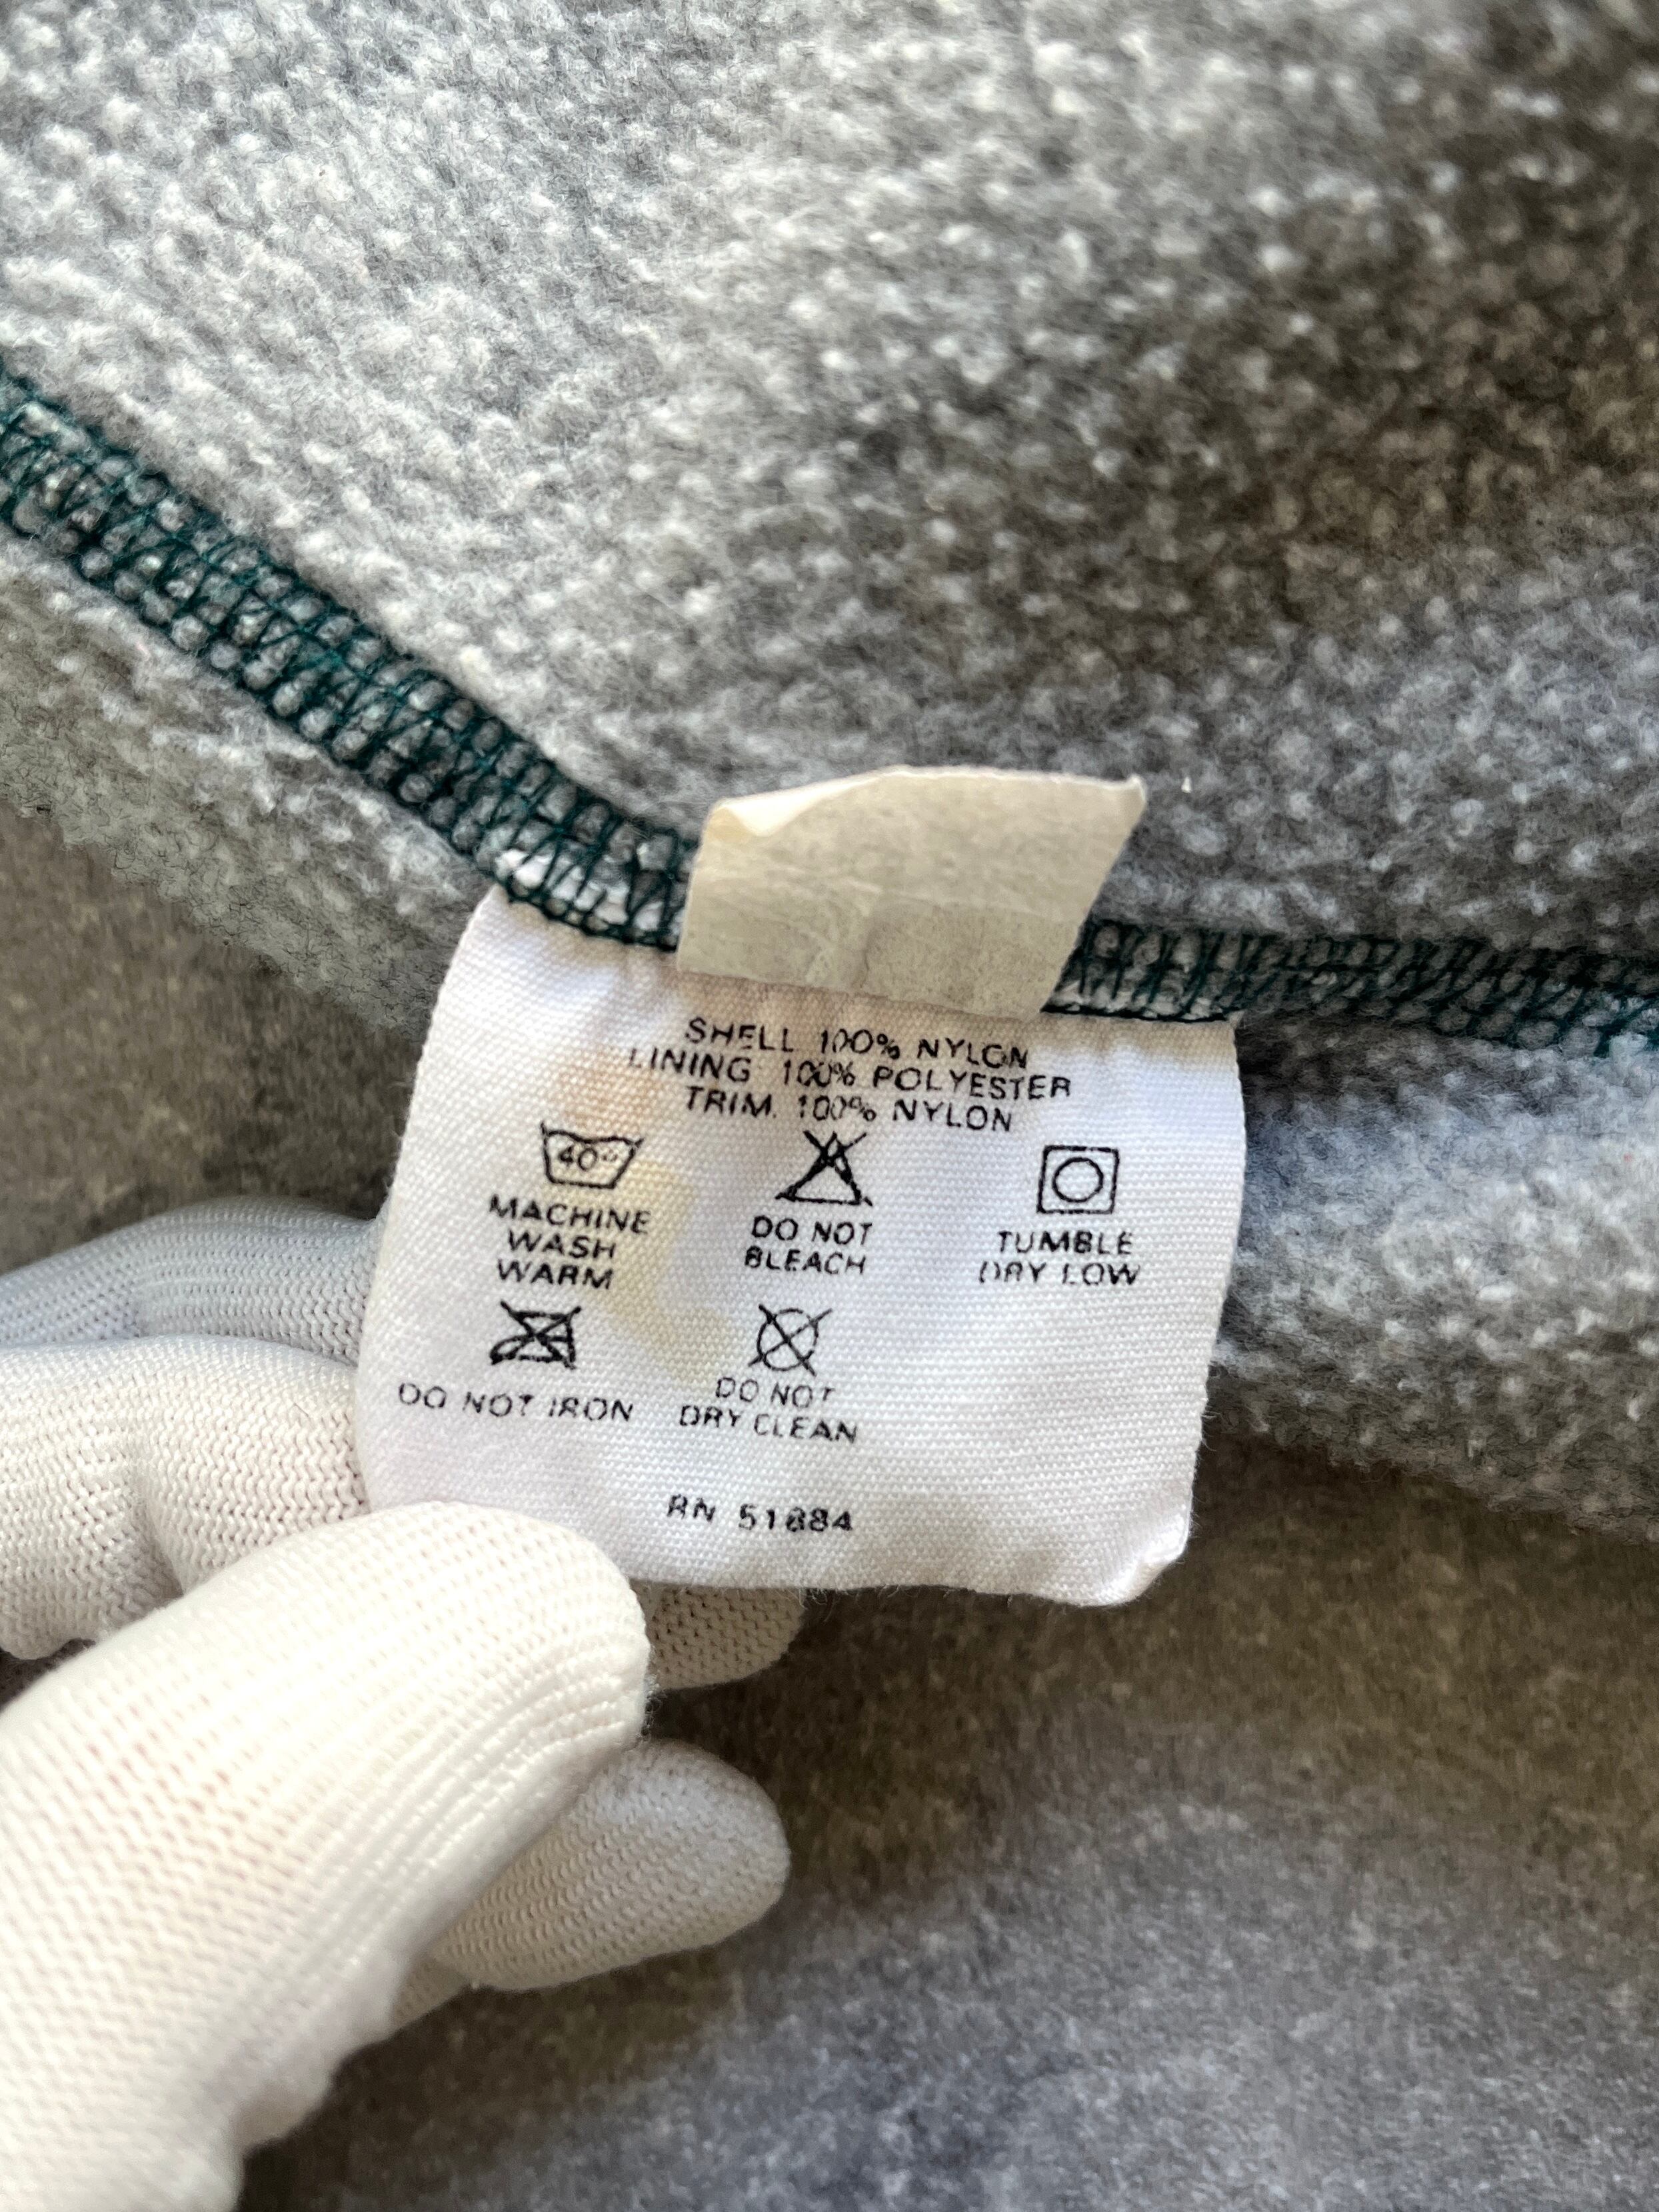 SHELL 100% NYLON
LINING 100% POLYESTER
TRIM. 100% NYLON
40°
MACHINE WASH WARM
DO NOT BLEACH
TUMBLE DRY LOW
DO NOT IRON
DO NOT DRY CLEAN
RN 51884